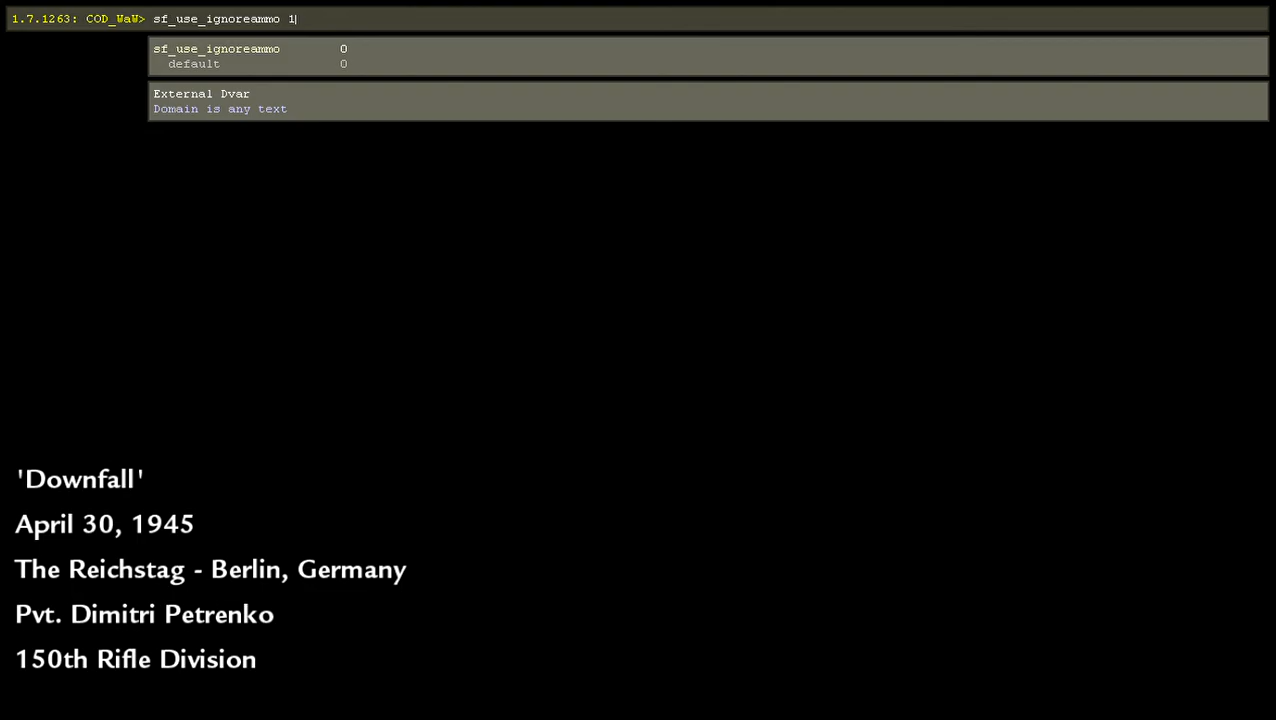 1.7.1263: COD_WaW> sf_use_ignoreammo 1
sf_use_ignoreammo 0
default 0
External Dvar
Domain is any text
'Downfall'
April 30, 1945
The Reichstag - Berlin, Germany
Pvt. Dimitri Petrenko
150th Rifle Division